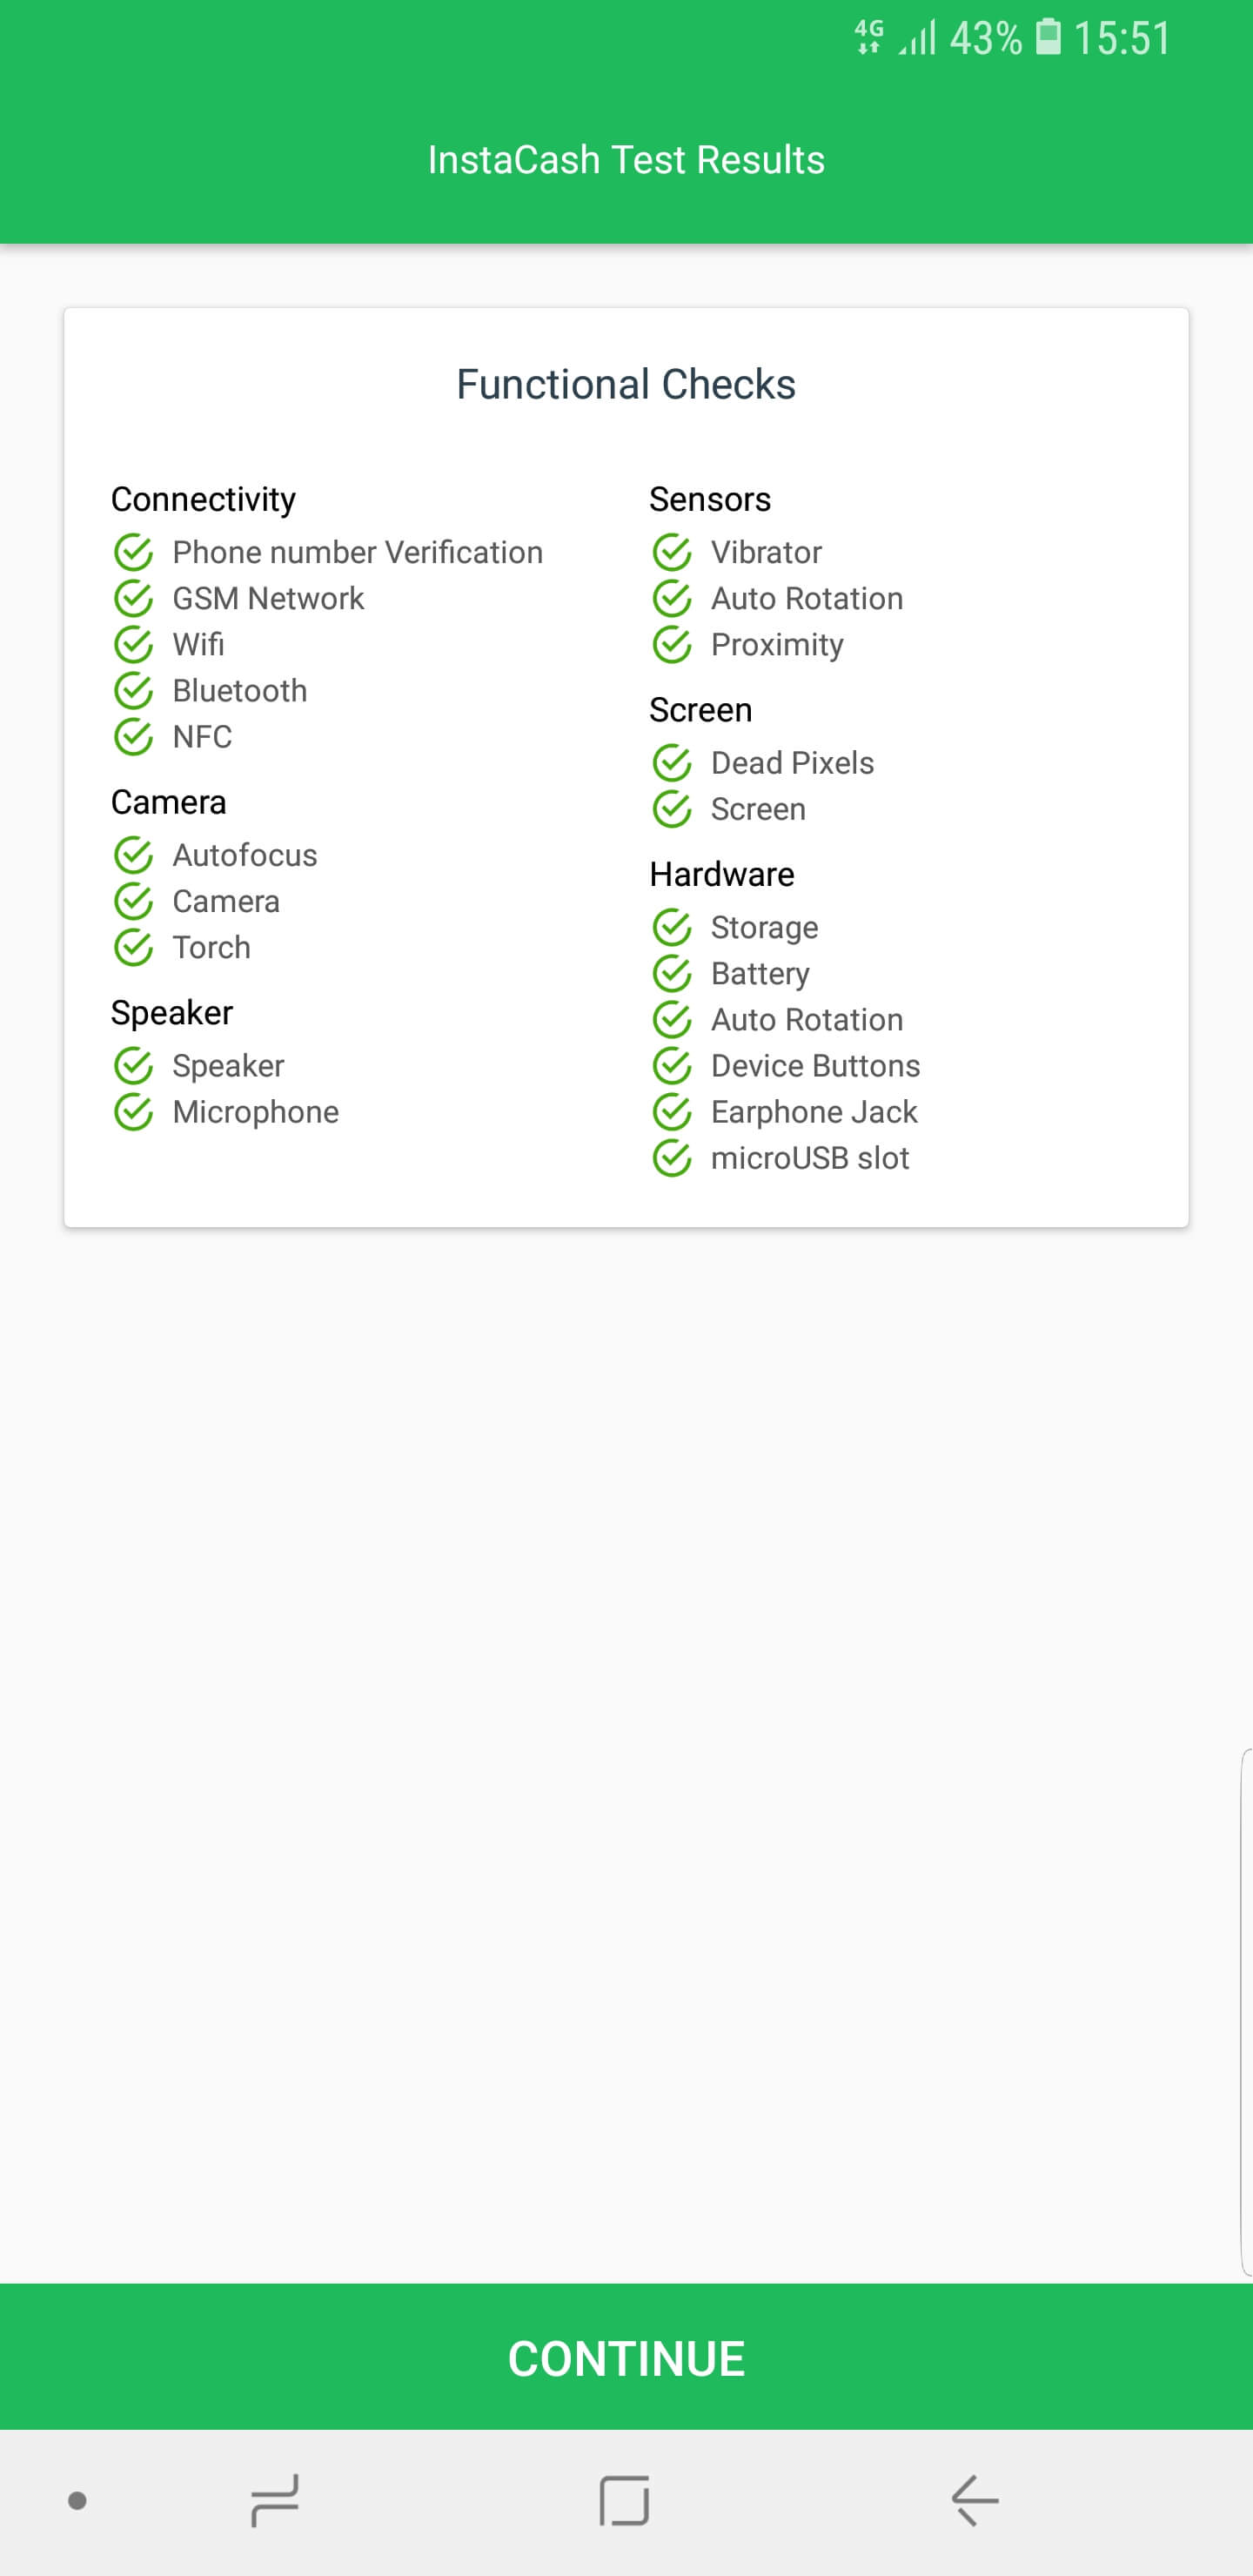 4G 43% 15:51
InstaCash Test Results
Functional Checks
Connectivity
Phone number Verification
GSM Network
Wifi
Bluetooth
NFC
Camera
Autofocus
Camera
Torch
Speaker
Speaker
Microphone
Sensors
Vibrator
Auto Rotation
Proximity
Screen
Dead Pixels
Screen
Hardware
Storage
Battery
Auto Rotation
Device Buttons
Earphone Jack
microUSB slot
CONTINUE